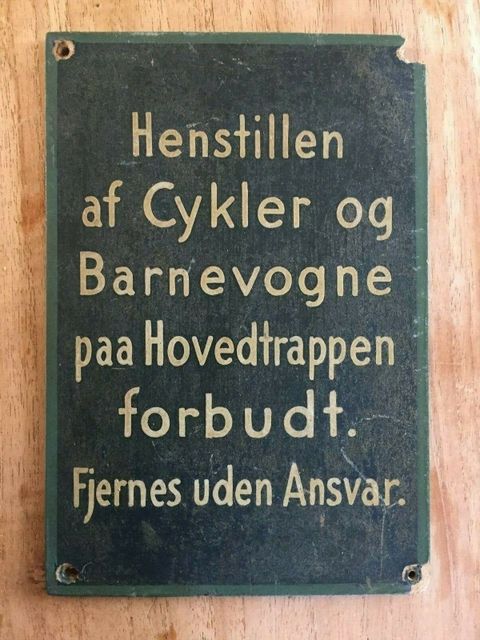 Henstillen
af Cykler og
Barnevogne
paa Hovedtrappen
forbudt.
Fjernes uden Ansvar.